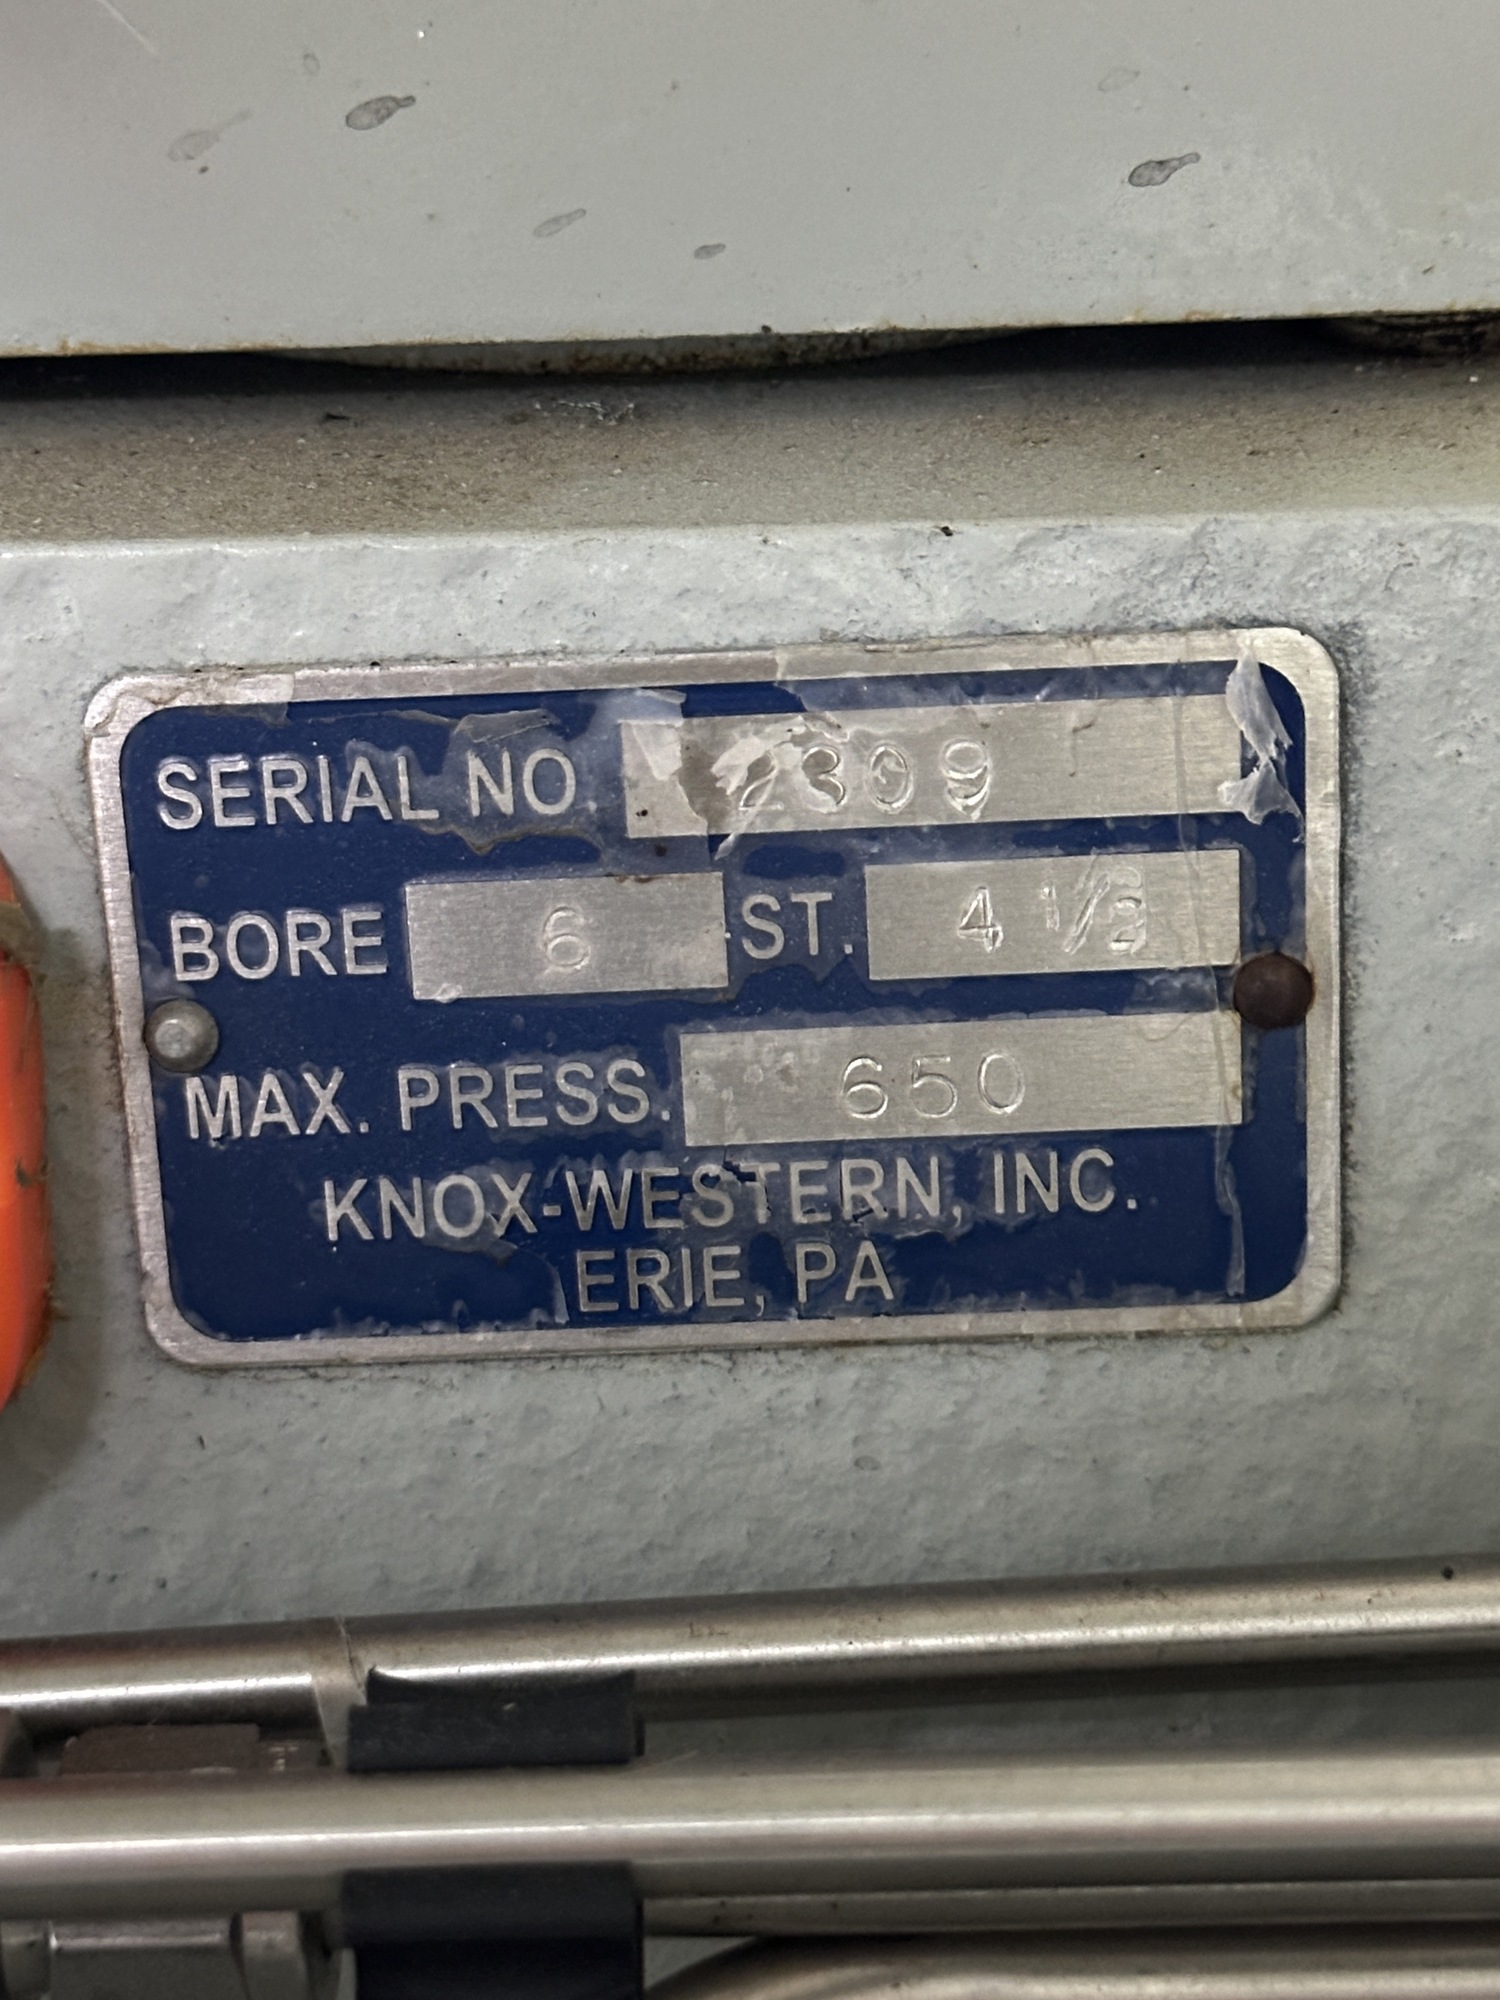 SERIAL NO 2309
BORE 6 ST. 4 1/2
MAX. PRESS. 650
KNOX-WESTERN, INC.
ERIE, PA